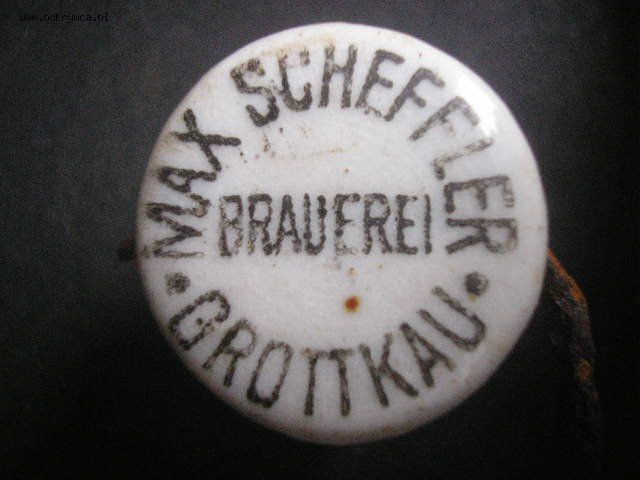 www.odkrywca.pl
MAX SCHEFFLER
BRAUEREI
• GROTTKAU •